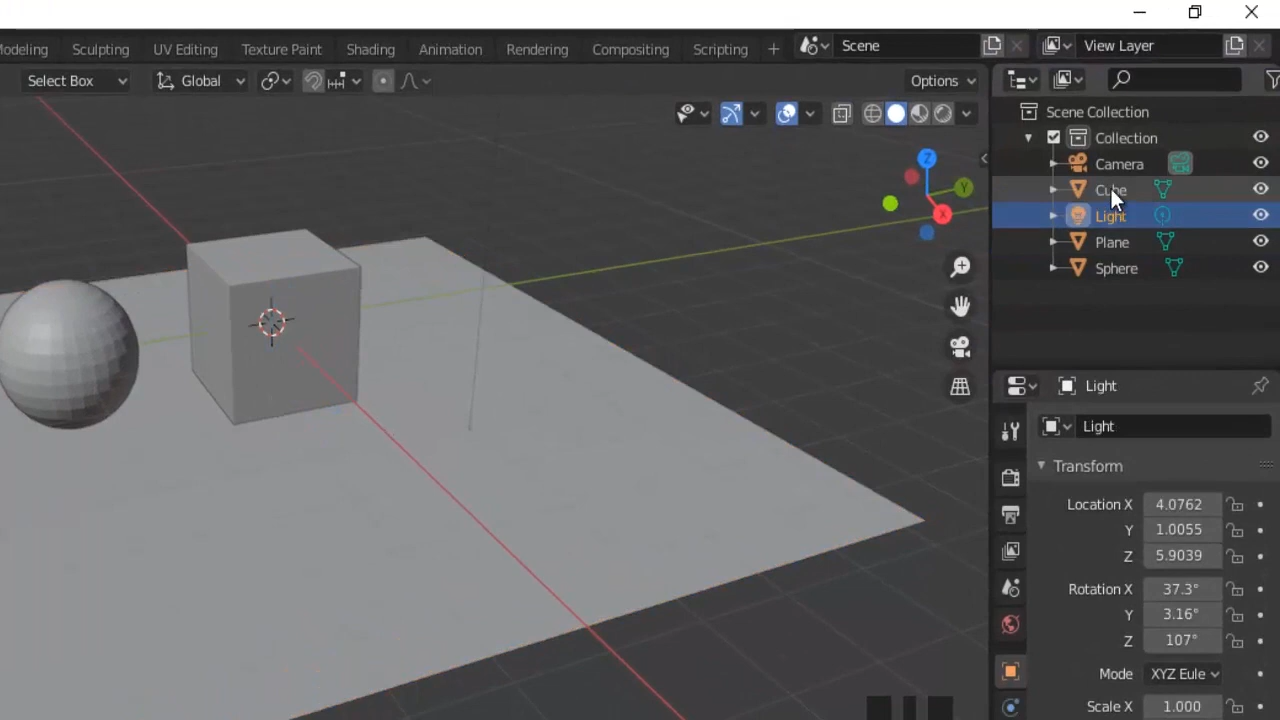 Modeling Sculpting UV Editing Texture Paint Shading Animation Rendering Compositing Scripting + Scene View Layer
Select Box Global Options
Scene Collection
Collection
Camera
Cube
Light
Plane
Sphere
Z
Y
X
Light
Light
Transform
Location X 4.0762
Y 1.0055
Z 5.9039
Rotation X 37.3°
Y 3.16°
Z 107°
Mode XYZ Eule
Scale X 1.000